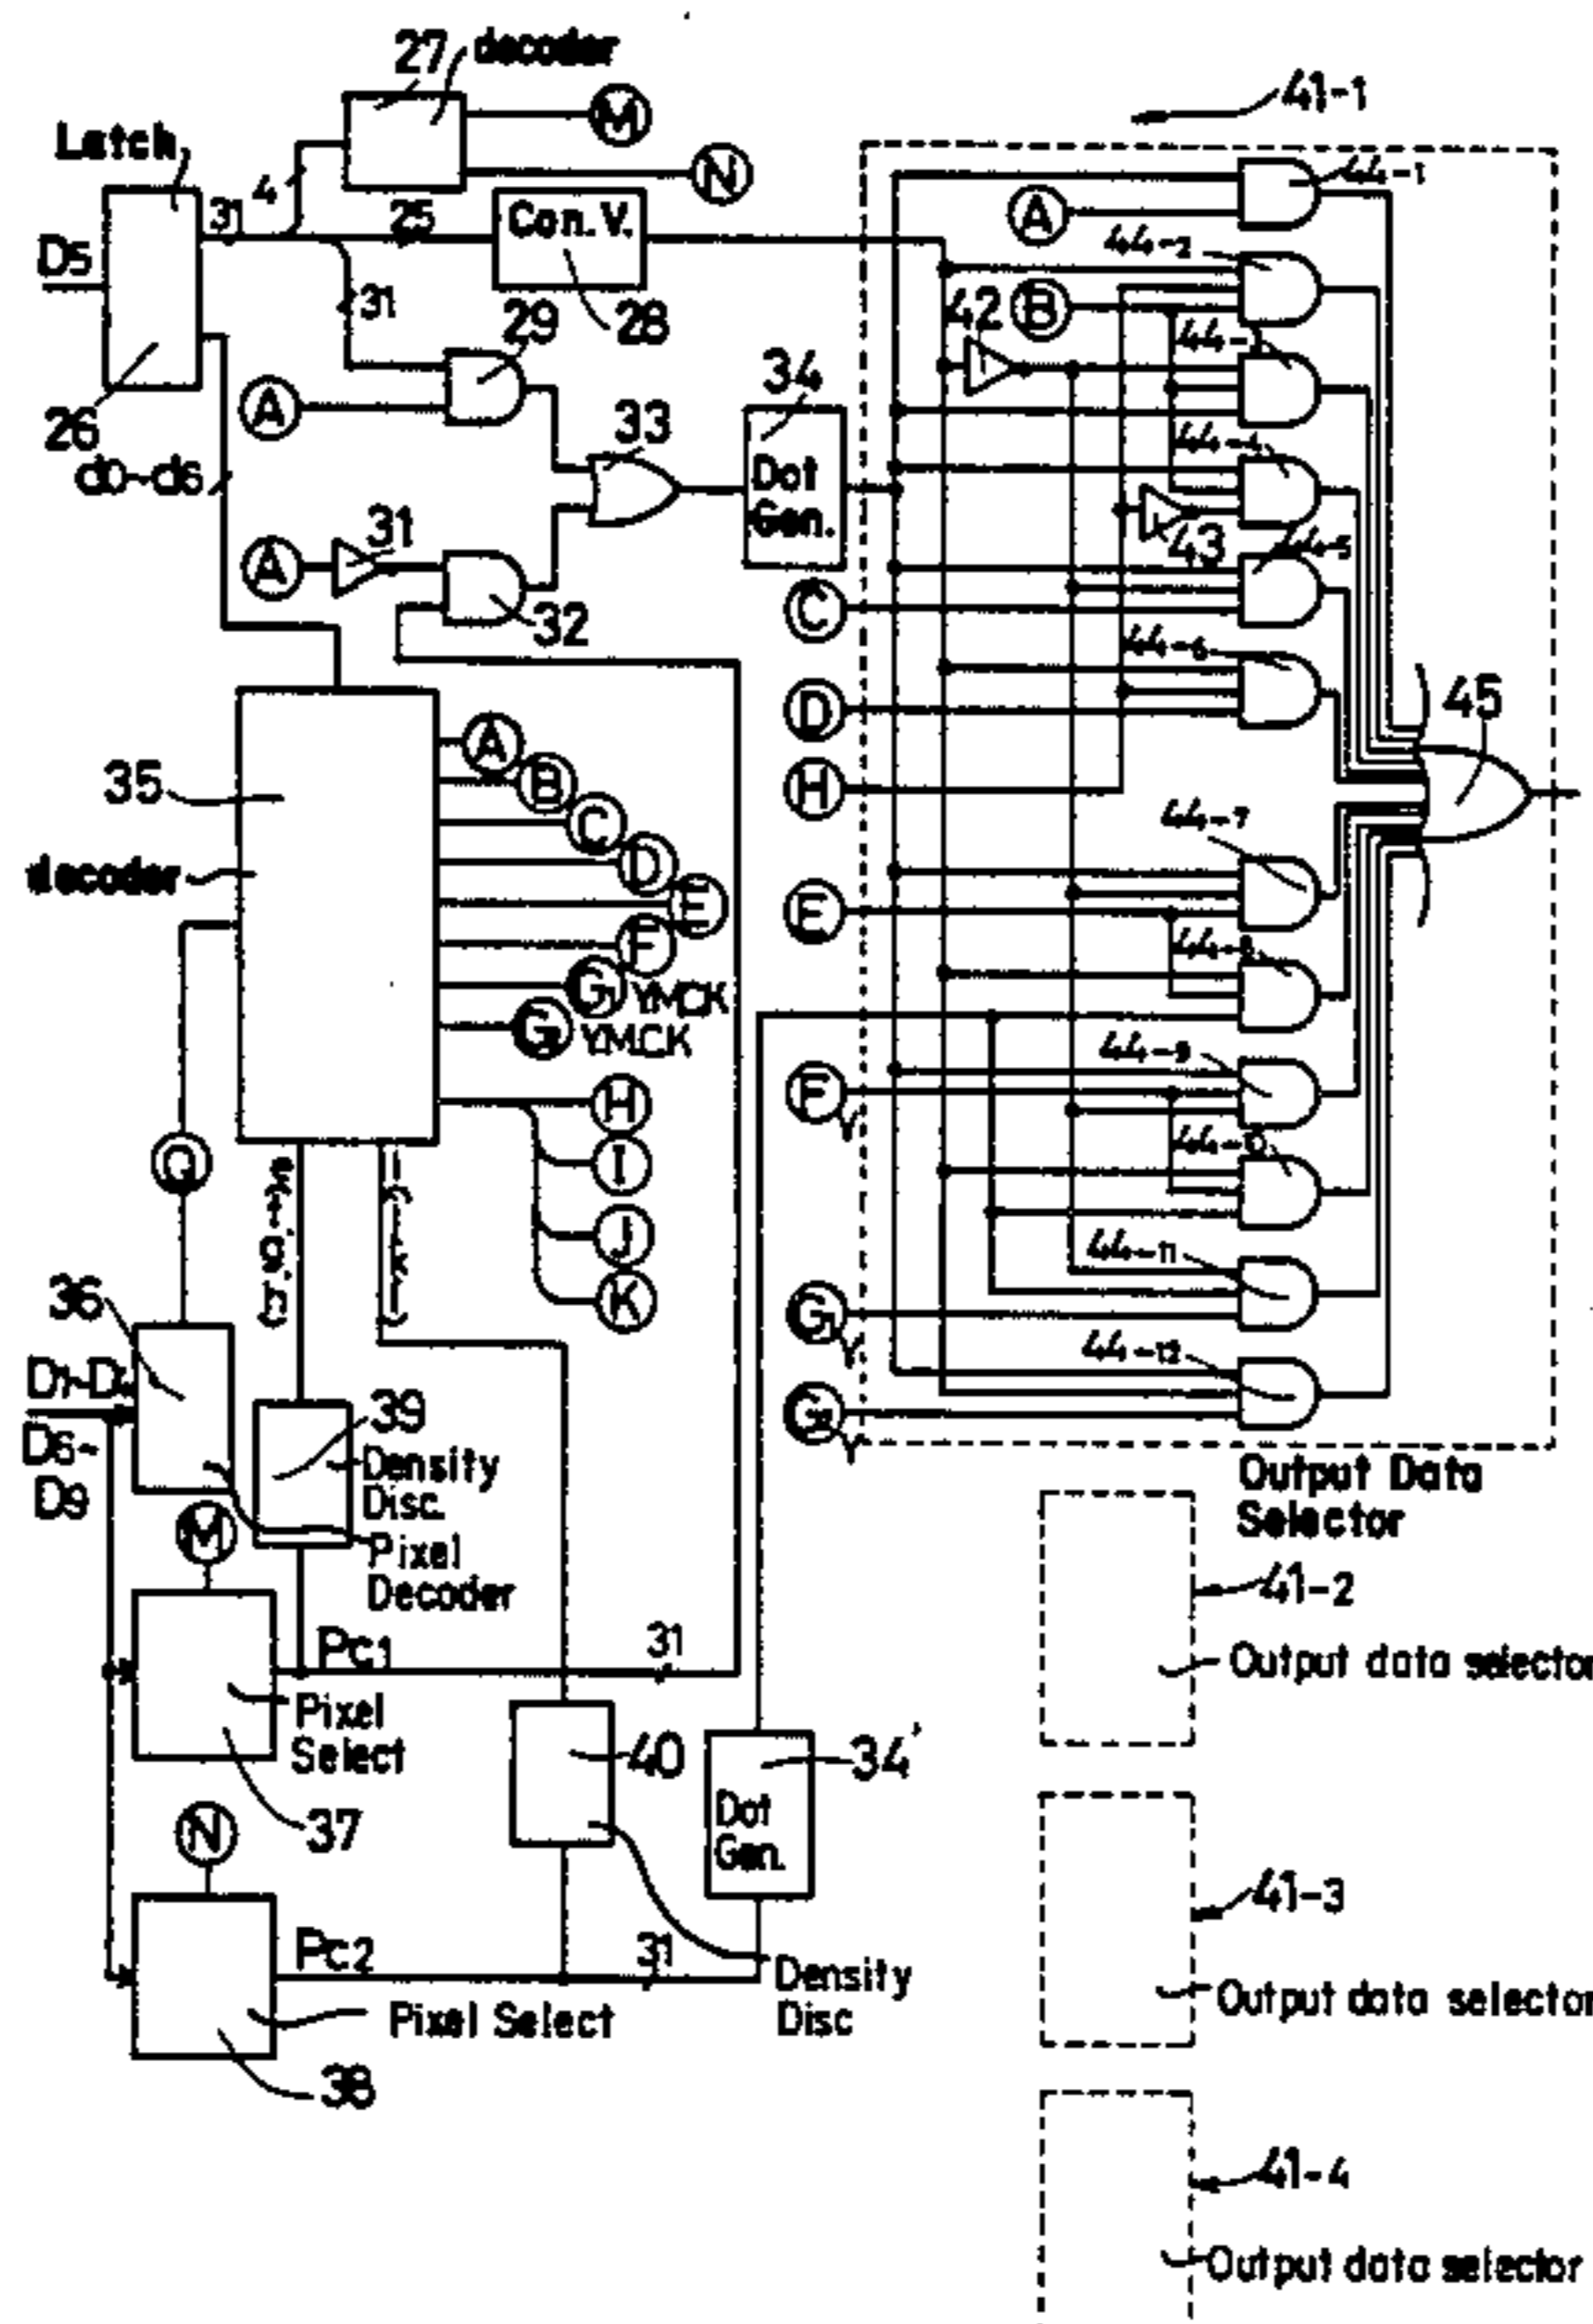 27 decoder
41-1
Latch
M
N
44-1
4
31
25
Con. V.
A
D5
44-2
31
29
28
42
B
26
A
33
34
d0~d6
Dot
Gen.
44-4
A
31
43
44-5
32
C
44-6
D
45
35
A
B
H
C
44-7
decoder
D
E
E
F
44-8
G1 YMCK
G2 YMCK
44-9
F
Y
H
44-10
Q
I
J
44-11
36
K
G1
Y
44-12
39
G2
Y
D6~
D9
Density
Disc.
Output Data
Selector
M
Pixel
Decoder
41-2
Pc1
31
Output data selector
Pixel
Select
40
34'
37
Dot
Gen.
N
41-3
Pc2
31
Density
Disc
Output data selector
Pixel Select
38
41-4
Output data selector